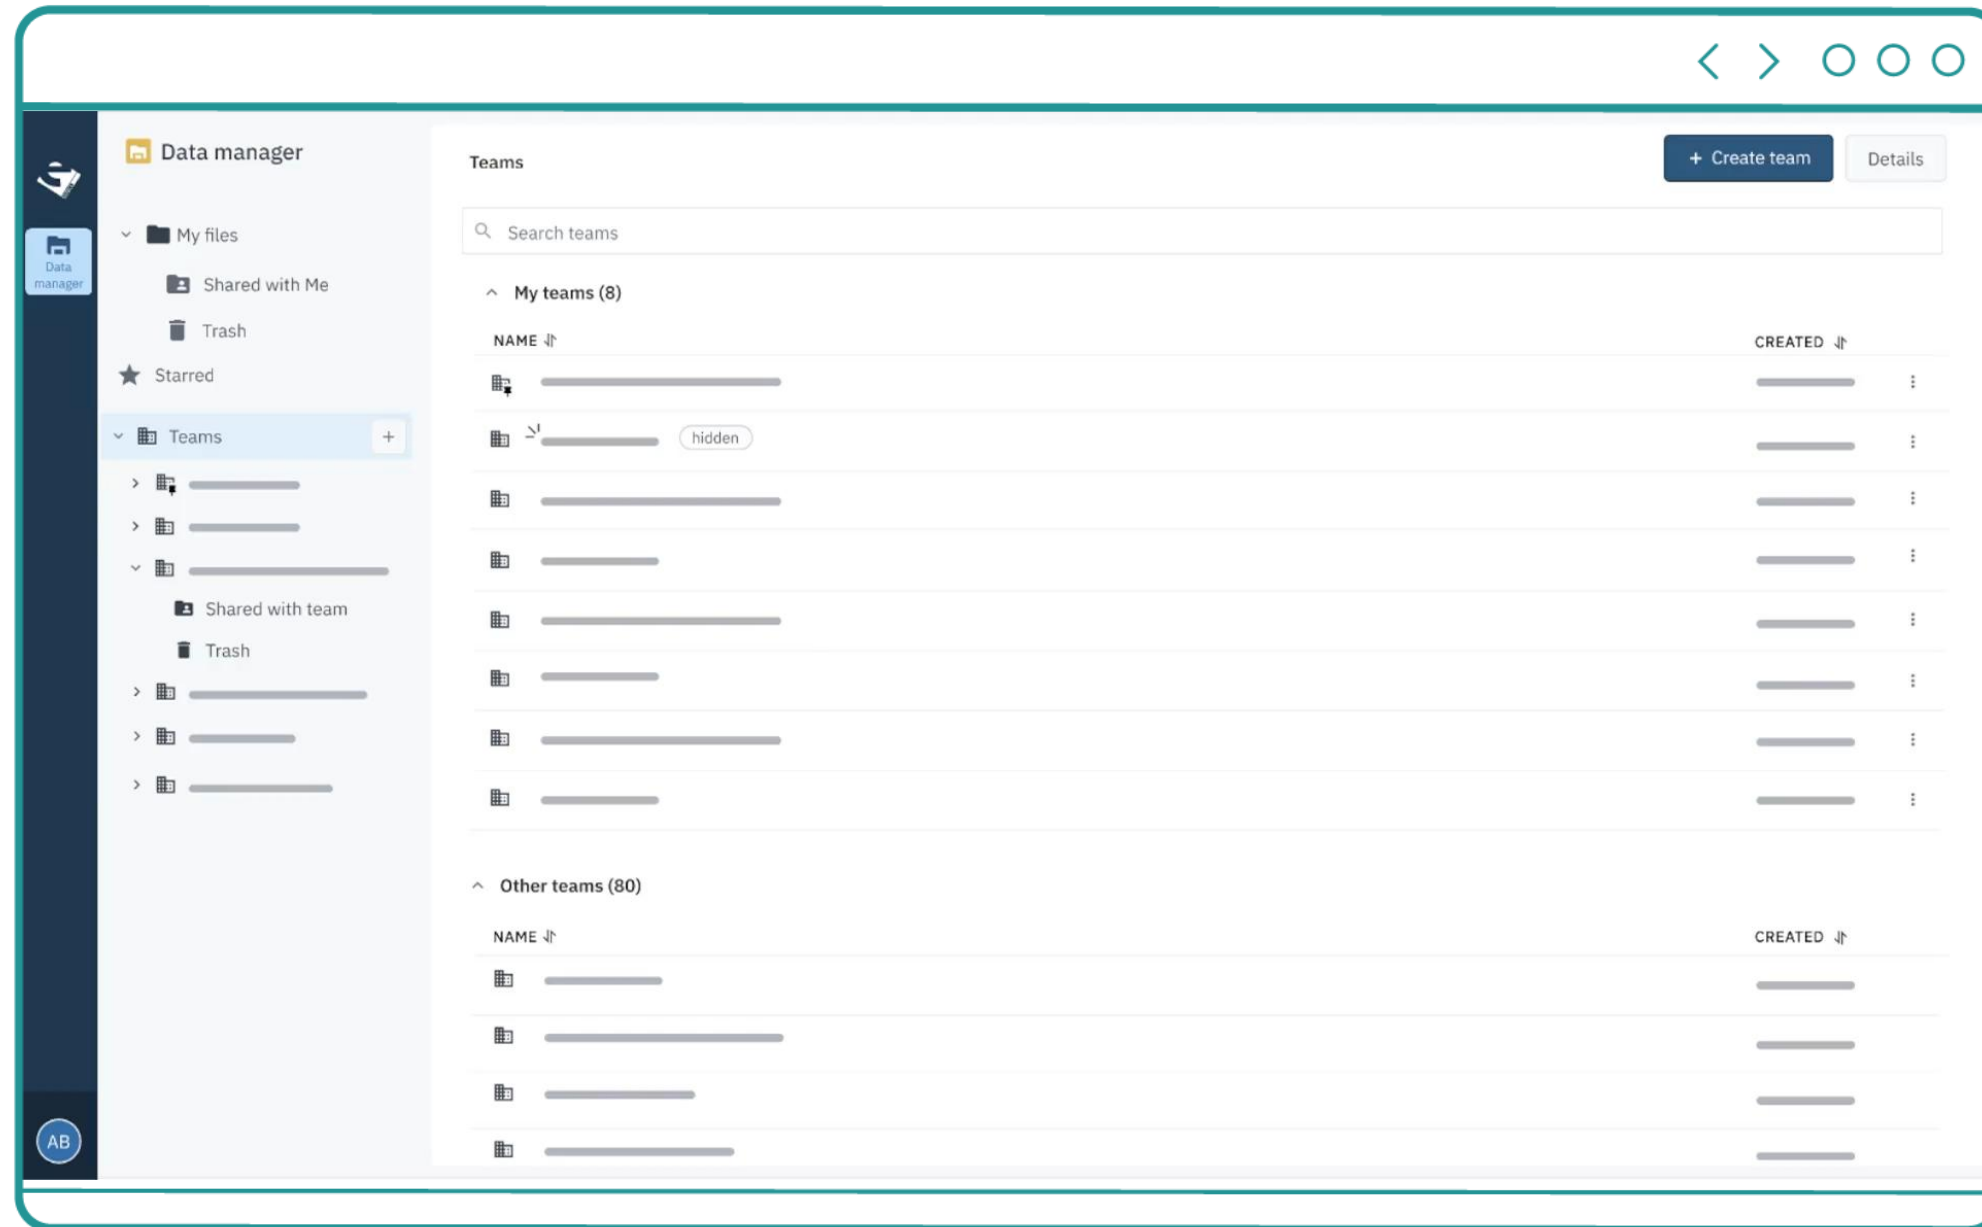 Data manager
Data
manager
My files
Shared with Me
Trash
Starred
Teams
+
Shared with team
Trash
AB
Teams
+ Create team
Details
Search teams
My teams (8)
NAME
CREATED
hidden
Other teams (80)
NAME
CREATED